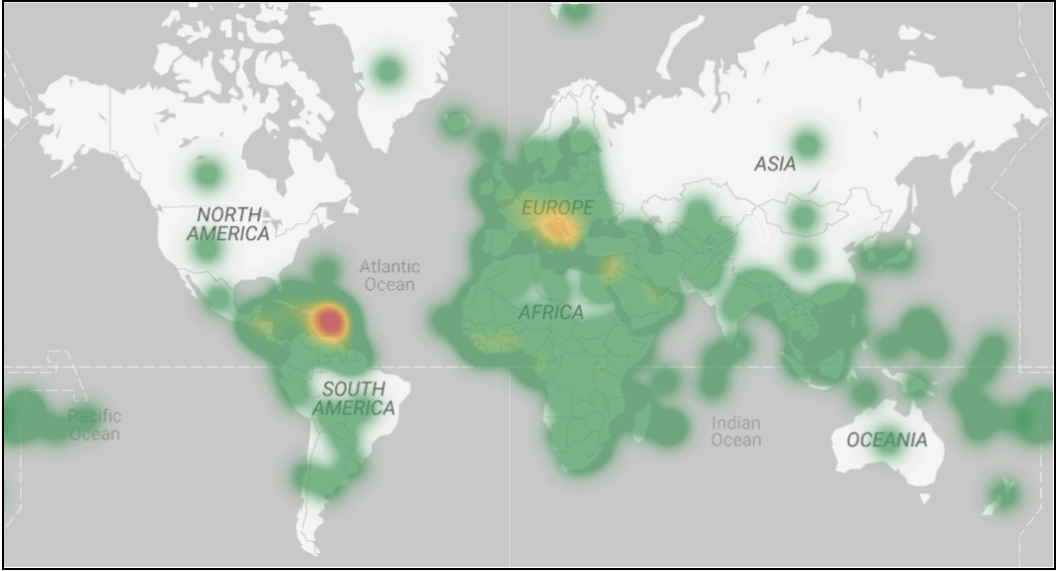 ASIA
EUROPE
NORTH
AMERICA
Atlantic
Ocean
AFRICA
SOUTH
AMERICA
Pacific
Ocean
Indian
Ocean
OCEANIA